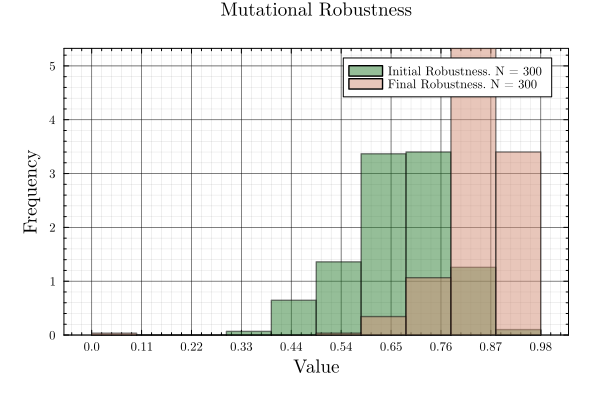 Mutational Robustness
Initial Robustness. N = 300
Final Robustness. N = 300
Frequency
5
4
3
2
1
0
0.0 0.11 0.22 0.33 0.44 0.54 0.65 0.76 0.87 0.98
Value